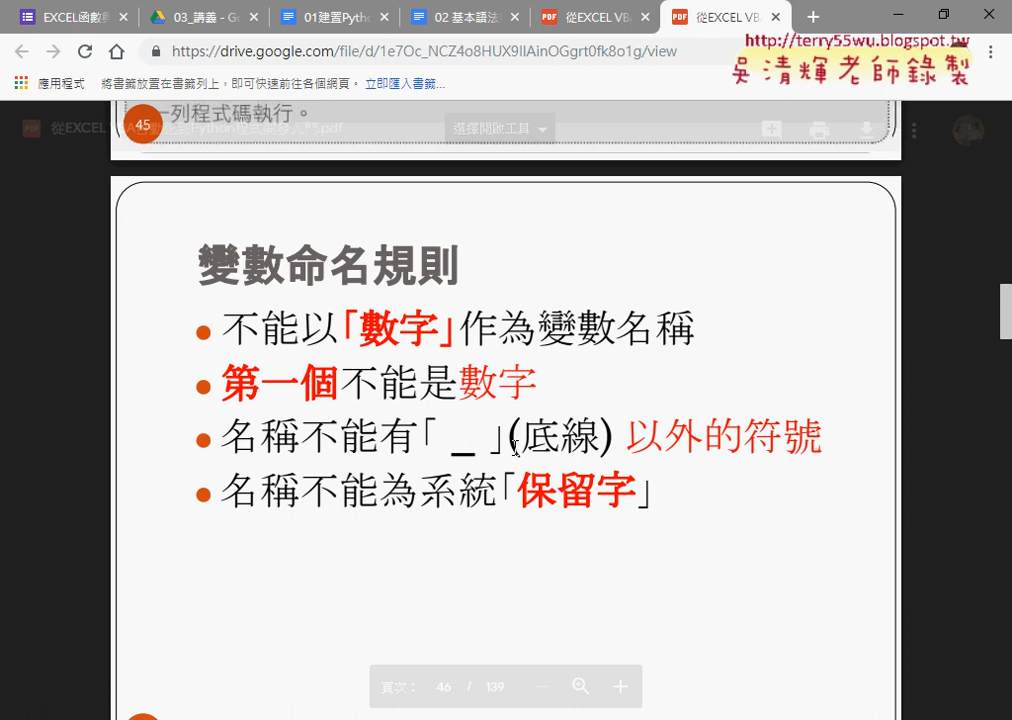 EXCEL函數
03_講義 - Go
01建置Pyth
02 基本語法
從EXCEL VB
從EXCEL VB
https://drive.google.com/file/d/1e7Oc_NCZ4o8HUX9IlAinOGgrt0fk8o1g/view
http://terry55wu.blogspot.tw
吳清輝老師錄製
應用程式 將書籤放置在書籤列上，即可快速前往各個網頁。 立即匯入書籤...
一列程式碼執行。
45
選擇開啟工具
變數命名規則
不能以「數字」作為變數名稱
第一個不能是數字
名稱不能有「 _ 」(底線) 以外的符號
名稱不能為系統「保留字」
頁次： 46 / 139